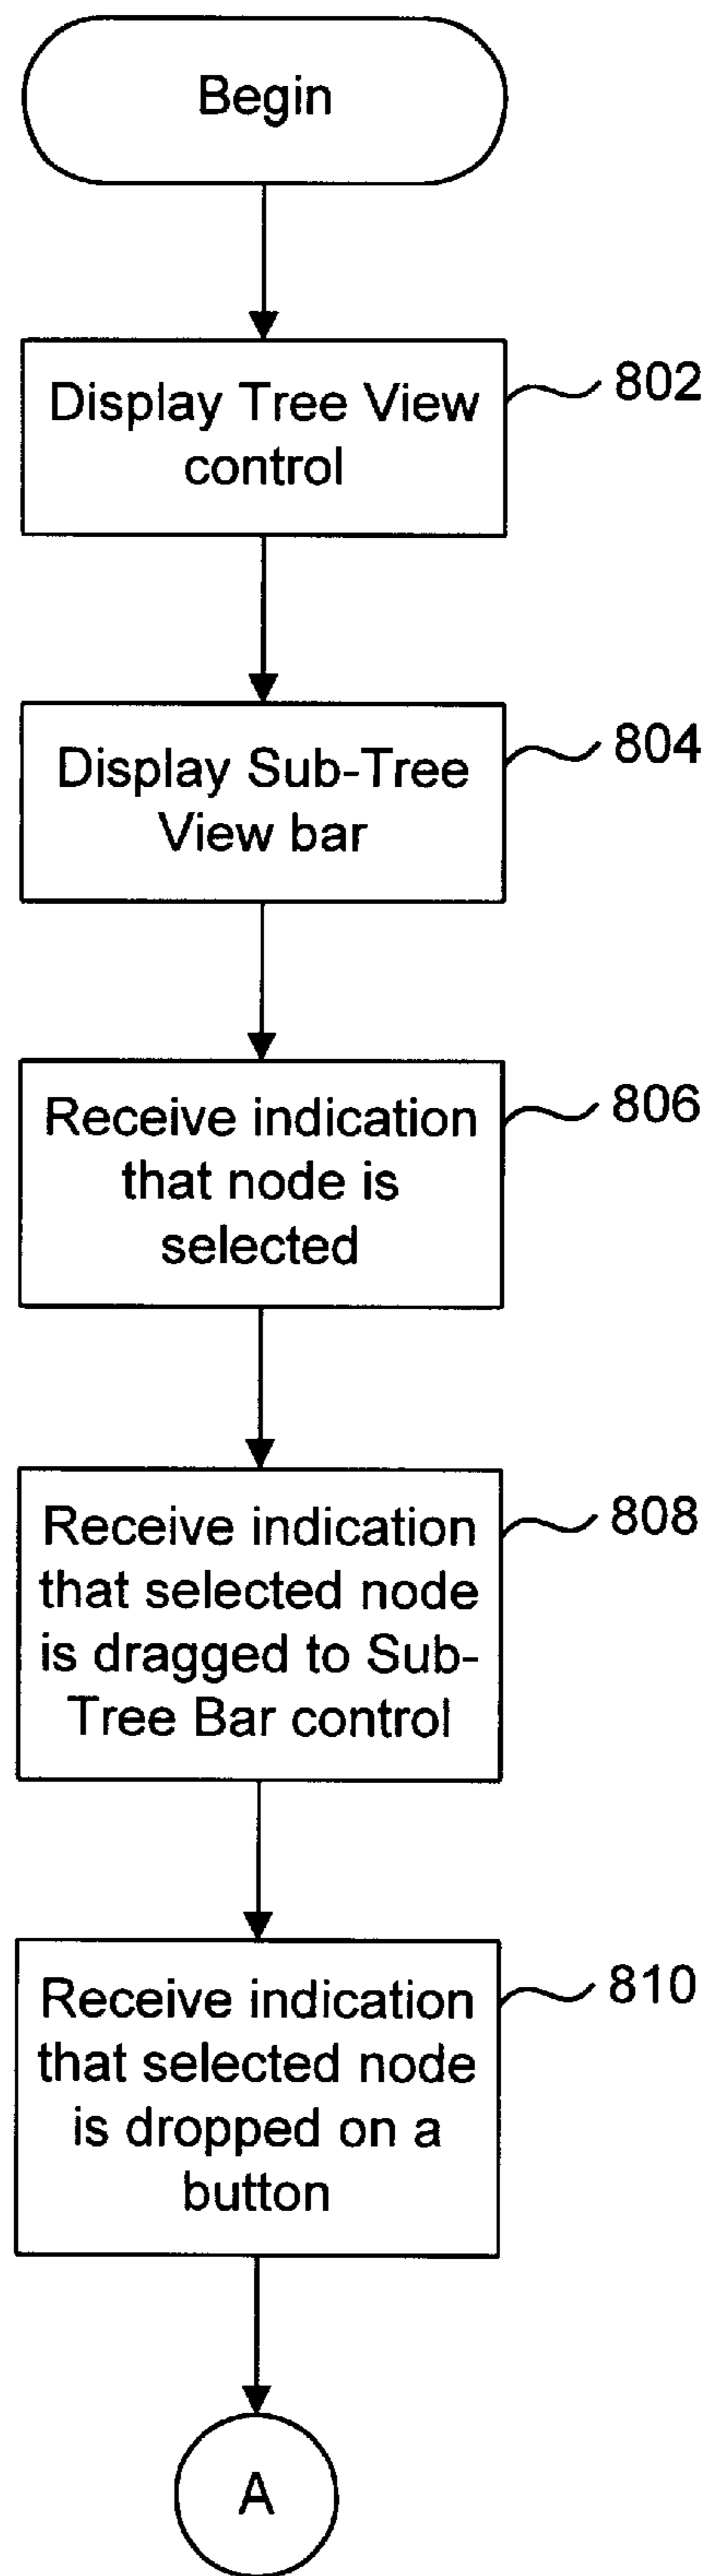 Begin
Display Tree View
control
802
Display Sub-Tree
View bar
804
Receive indication
that node is
selected
806
Receive indication
that selected node
is dragged to Sub-
Tree Bar control
808
Receive indication
that selected node
is dropped on a
button
810
A